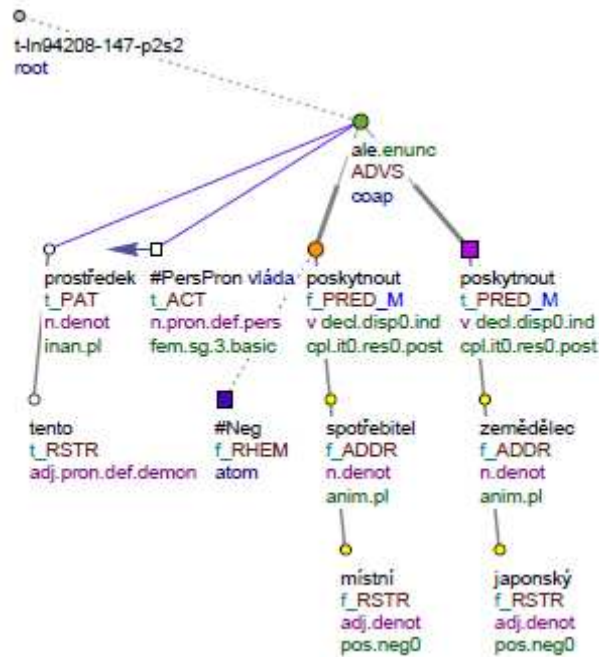 t-ln94208-147-p2s2
root
ale.enunc
ADVS
coap
prostředek #PersPron vláda poskytnout poskytnout
t_PAT t_ACT f_PRED_M t_PRED_M
n.denot n.pron.def.pers v decl.disp0.ind v decl.disp0.ind
inan.pl fem.sg.3.basic cpl.it0.res0.post cpl.it0.res0.post
tento #Neg spotřebitel zemědělec
t_RSTR f_RHEM f_ADDR f_ADDR
adj.pron.def.demon atom n.denot n.denot
anim.pl anim.pl
místní japonský
f_RSTR f_RSTR
adj.denot adj.denot
pos.neg0 pos.neg0